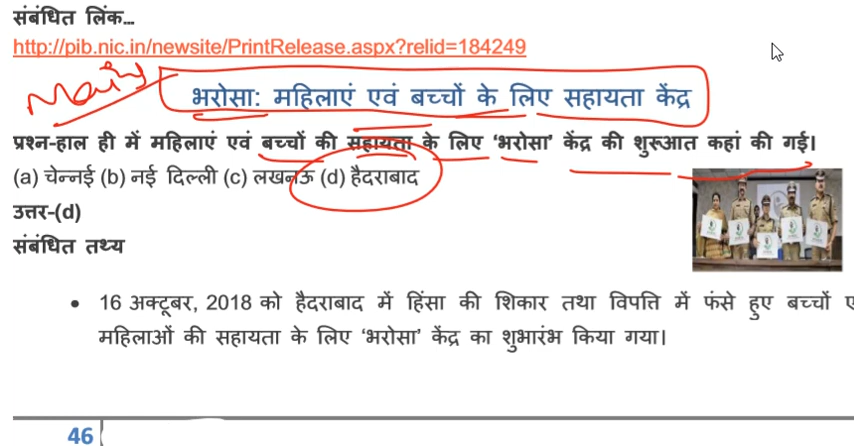 संबंधित लिंक...
http://pib.nic.in/newsite/PrintRelease.aspx?relid=184249
Mains
भरोसा: महिलाएं एवं बच्चों के लिए सहायता केंद्र
प्रश्न-हाल ही में महिलाएं एवं बच्चों की सहायता के लिए ‘भरोसा’ केंद्र की शुरुआत कहां की गई।
(a) चेन्नई (b) नई दिल्ली (c) लखनऊ (d) हैदराबाद
उत्तर-(d)
संबंधित तथ्य
• 16 अक्टूबर, 2018 को हैदराबाद में हिंसा की शिकार तथा विपत्ति में फंसे हुए बच्चों
महिलाओं की सहायता के लिए ‘भरोसा’ केंद्र का शुभारंभ किया गया।
46